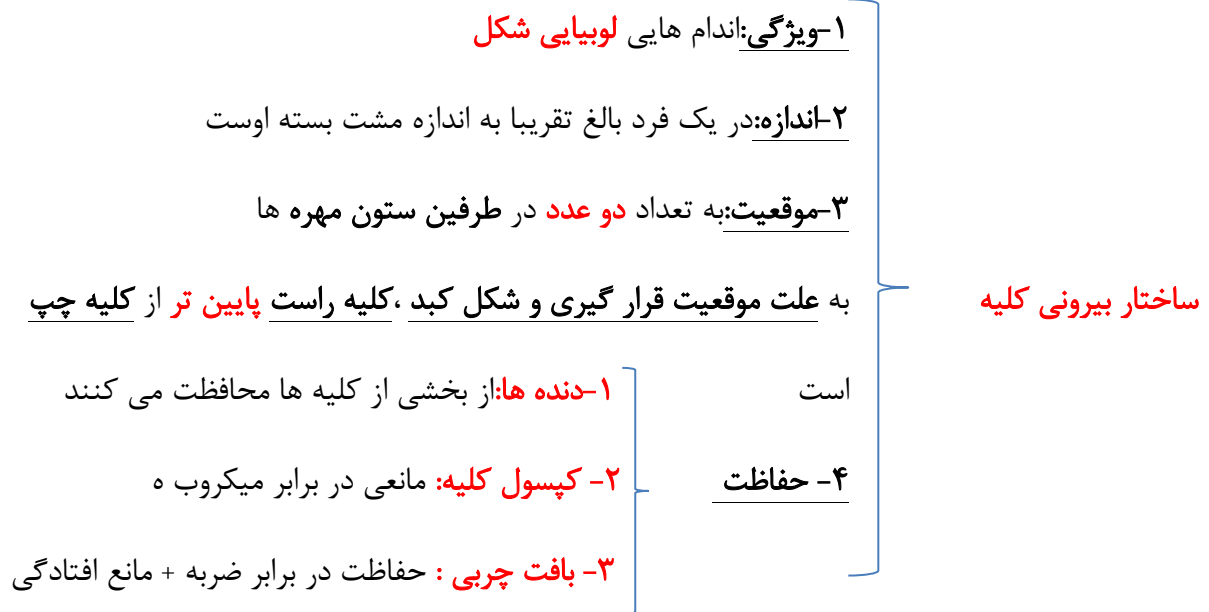 ۱-ویژگی:اندام هایی لوبیایی شکل
۲-اندازه:در یک فرد بالغ تقریبا به اندازه مشت بسته اوست
۳-موقعیت:به تعداد دو عدد در طرفین ستون مهره ها
ساختار بیرونی کلیه
به علت موقعیت قرار گیری و شکل کبد ،کلیه راست پایین تر از کلیه چپ
است
۱-دنده ها:از بخشی از کلیه ها محافظت می کنند
۴- حفاظت
۲- کپسول کلیه: مانعی در برابر میکروب ه
۳- بافت چربی : حفاظت در برابر ضربه + مانع افتادگی